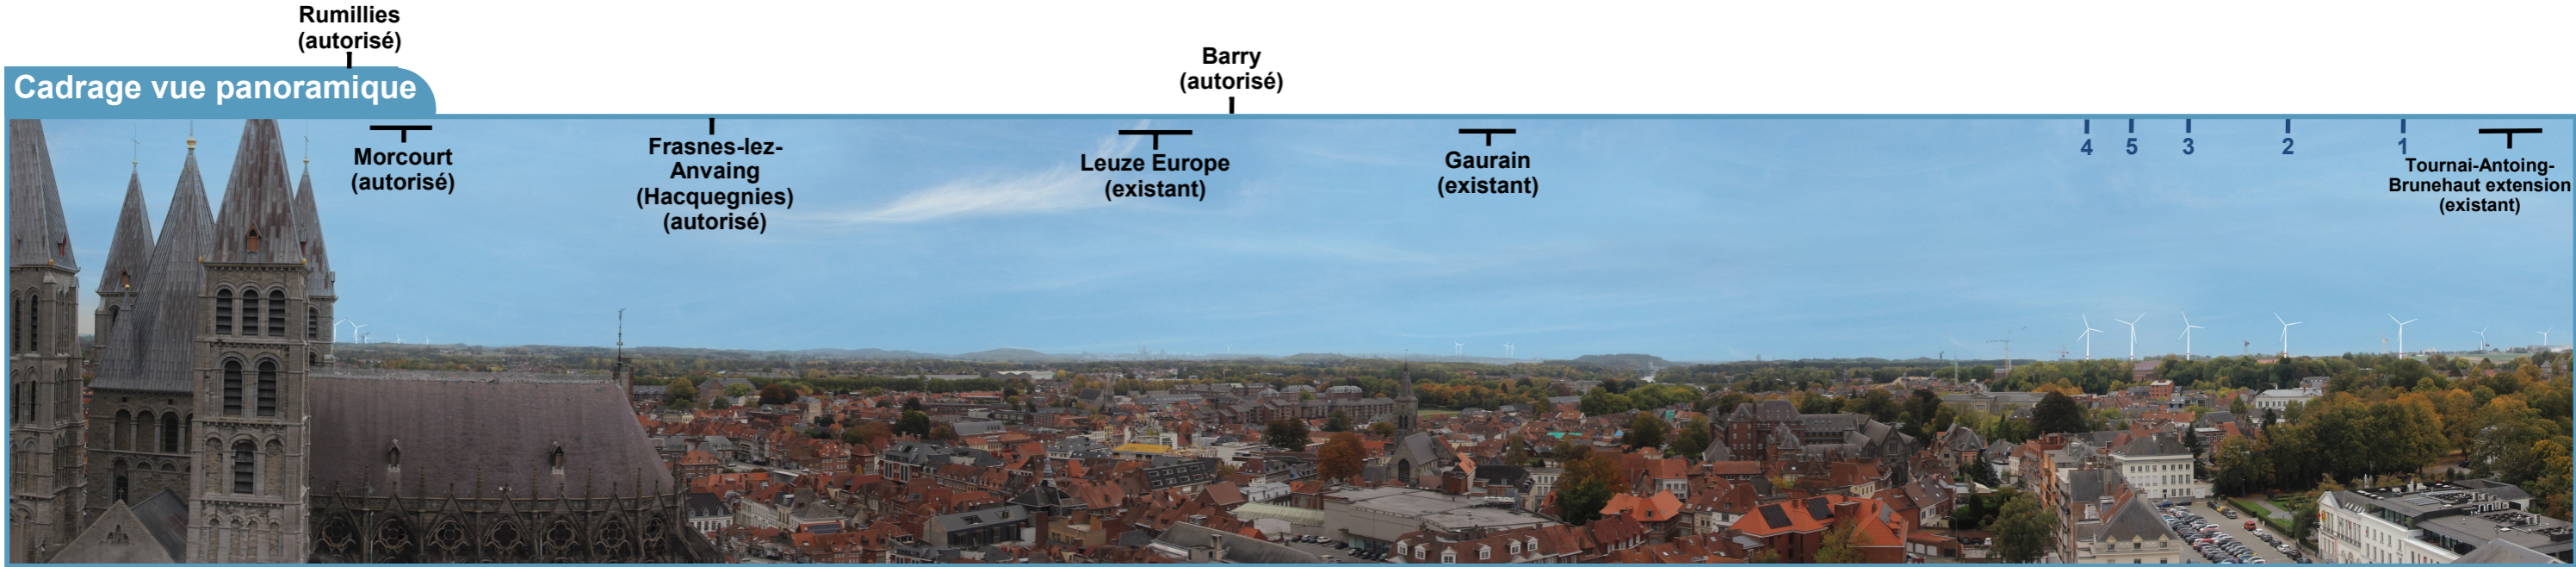 Rumillies
(autorisé)
Cadrage vue panoramique
Barry
(autorisé)
Morcourt
(autorisé)
Frasnes-lez-
Anvaing
(Hacquegnies)
(autorisé)
Leuze Europe
(existant)
Gaurain
(existant)
4
5
3
2
1
Tournai-Antoing-
Brunehaut extension
(existant)